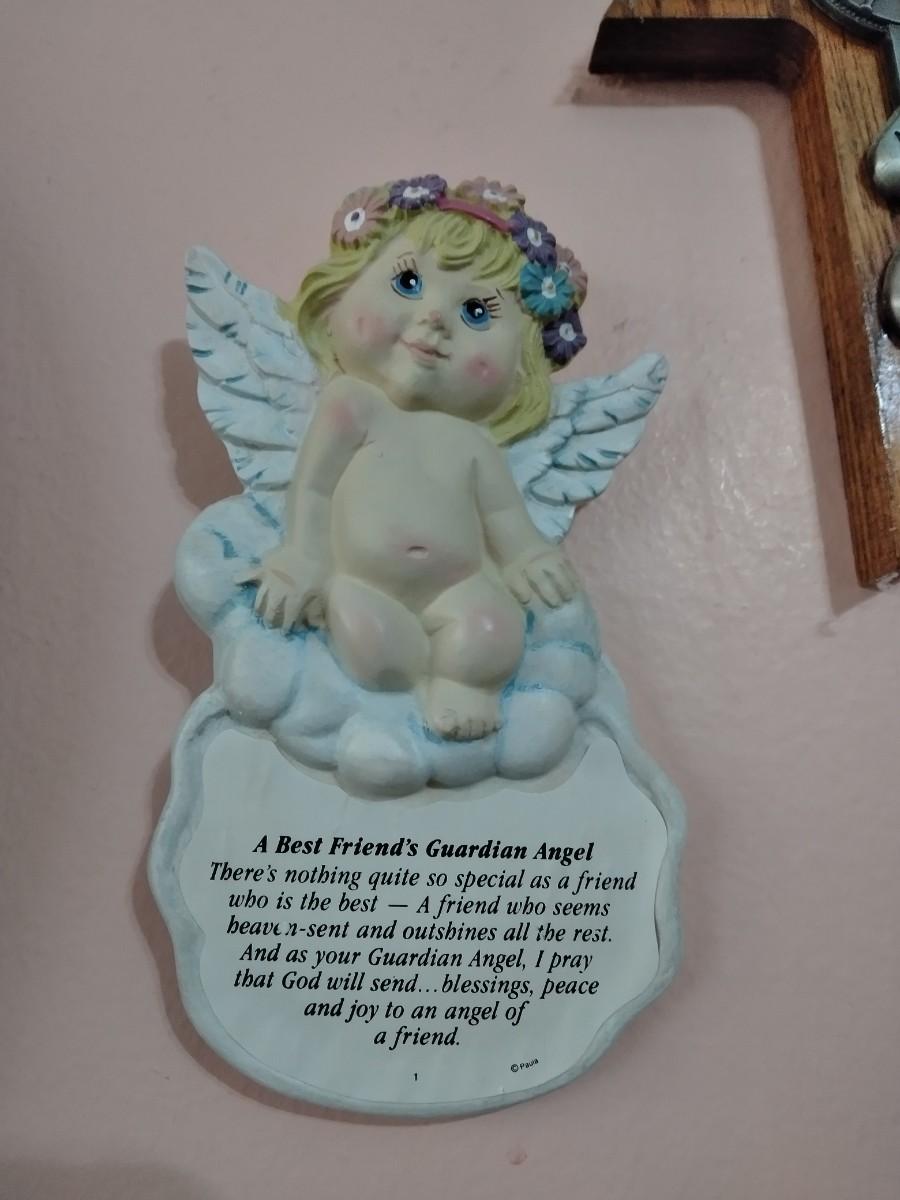 A Best Friend's Guardian Angel
There's nothing quite so special as a friend
who is the best — A friend who seems
heaven-sent and outshines all the rest.
And as your Guardian Angel, I pray
that God will send...blessings, peace
and joy to an angel of
a friend.
© Paula
1